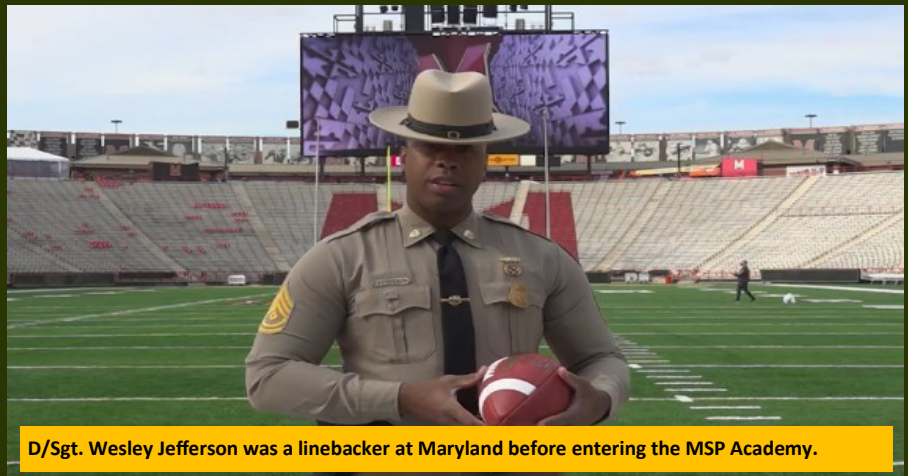 M
D/Sgt. Wesley Jefferson was a linebacker at Maryland before entering the MSP Academy.